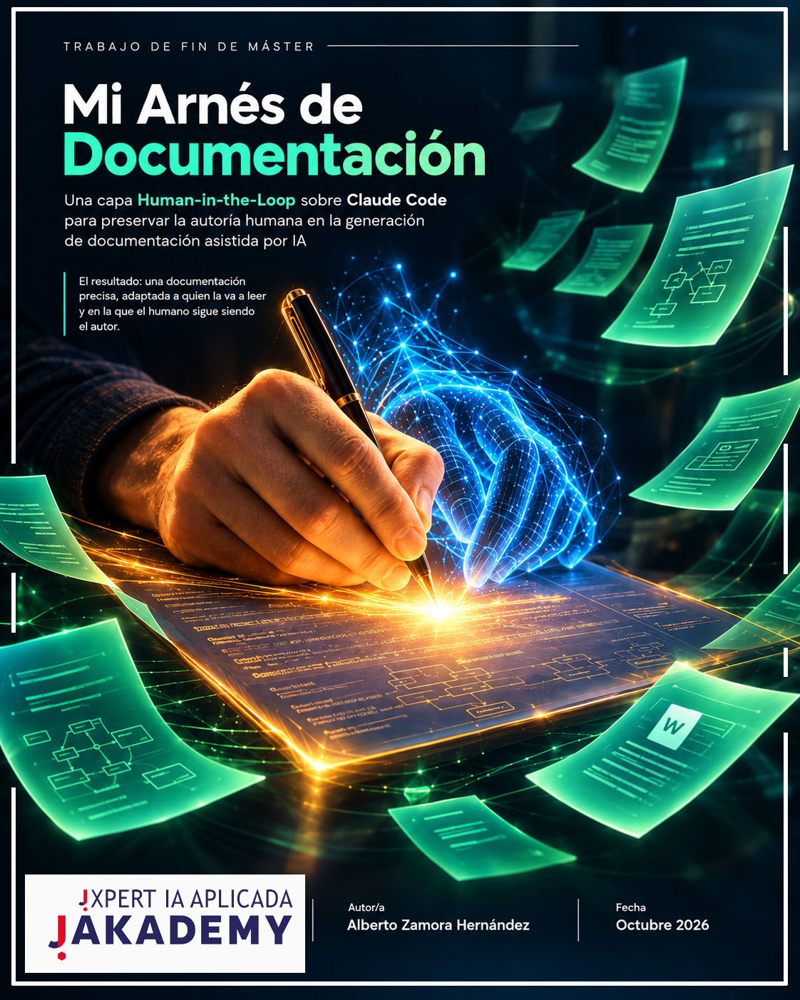 TRABAJO DE FIN DE MÁSTER
Mi Arnés de
Documentación
Una capa Human-in-the-Loop sobre Claude Code
para preservar la autoría humana en la generación
de documentación asistida por IA
El resultado: una documentación
precisa, adaptada a quien la va a leer
y en la que el humano sigue siendo
el autor.
W
JXPERT IA APLICADA
JAKADEMY
Autor/a
Alberto Zamora Hernández
Fecha
Octubre 2026